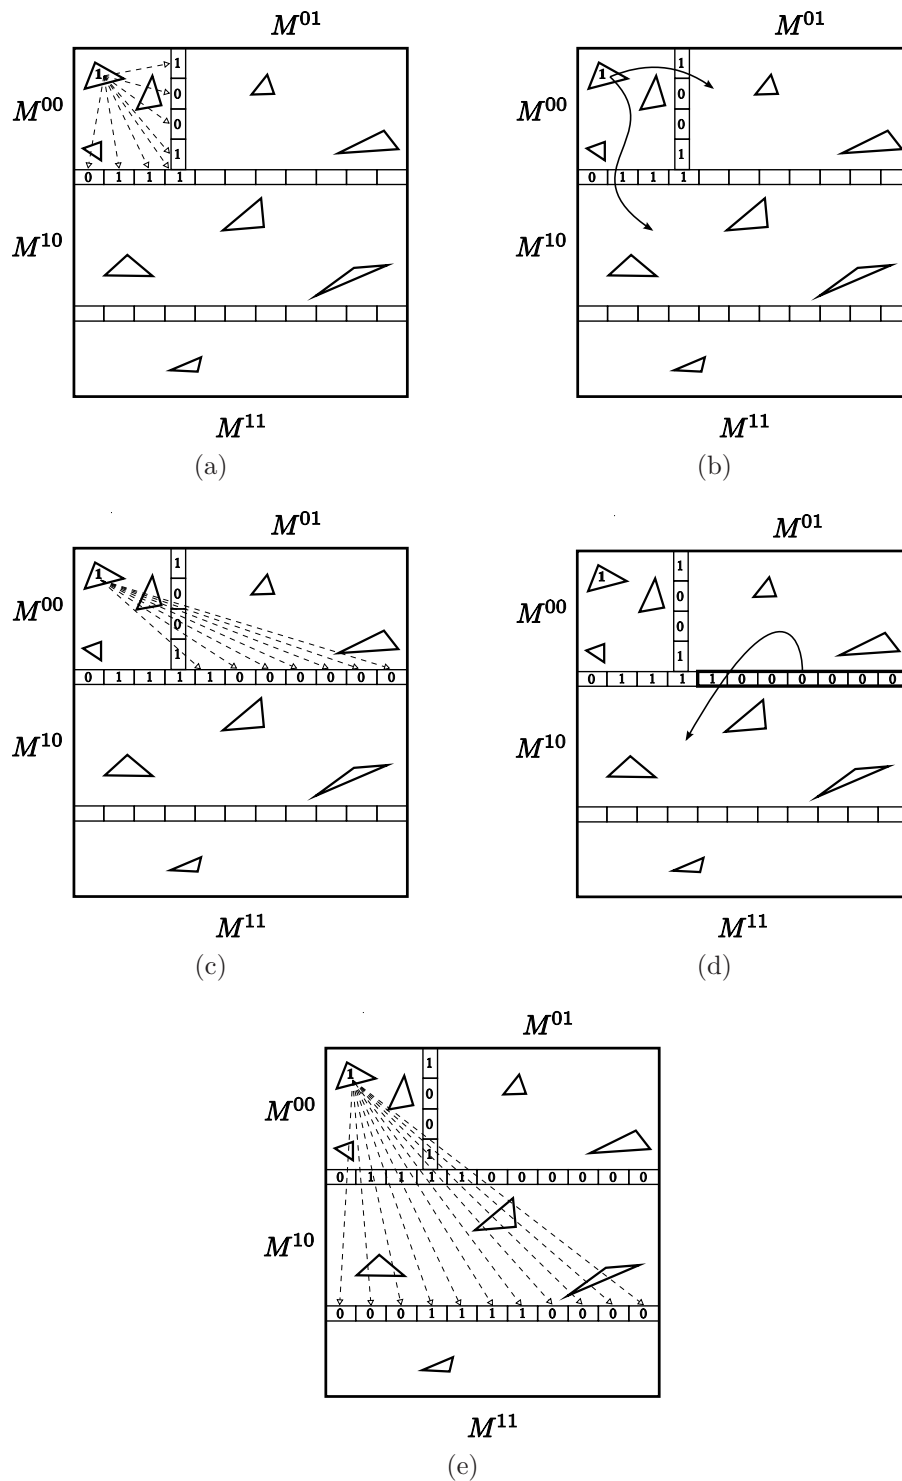 M^{01} M^{01}
1 1 1 1
0 0
M^{00} M^{00}
0 0
1 1
0 1 1 1 0 1 1 1
M^{10} M^{10}
M^{11} M^{11}
(a) (b)
M^{01} M^{01}
1 1 1 1
0 0
M^{00} M^{00}
0 0
1 1
0 1 1 1 1 0 0 0 0 0 0 0 1 1 1 1 0 0 0 0 0 0
M^{10} M^{10}
M^{11} M^{11}
(c) (d)
M^{01}
1 1
0
M^{00}
0
1
0 1 1 1 1 0 0 0 0 0 0
M^{10}
0 0 0 1 1 1 1 0 0 0 0
M^{11}
(e)